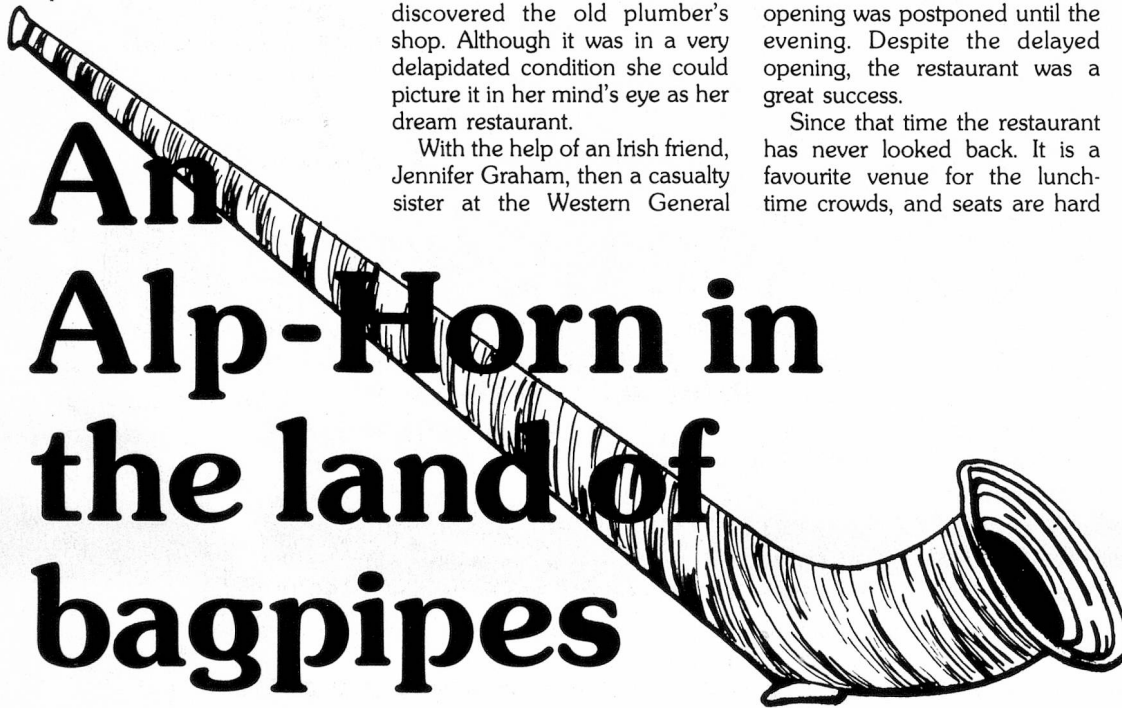 discovered the old plumber's
shop. Although it was in a very
delapidated condition she could
picture it in her mind's eye as her
dream restaurant.
With the help of an Irish friend,
Jennifer Graham, then a casualty
sister at the Western General
opening was postponed until the
evening. Despite the delayed
opening, the restaurant was a
great success.
Since that time the restaurant
has never looked back. It is a
favourite venue for the lunch-
time crowds, and seats are hard
An
Alp-Horn in
the land of
bagpipes